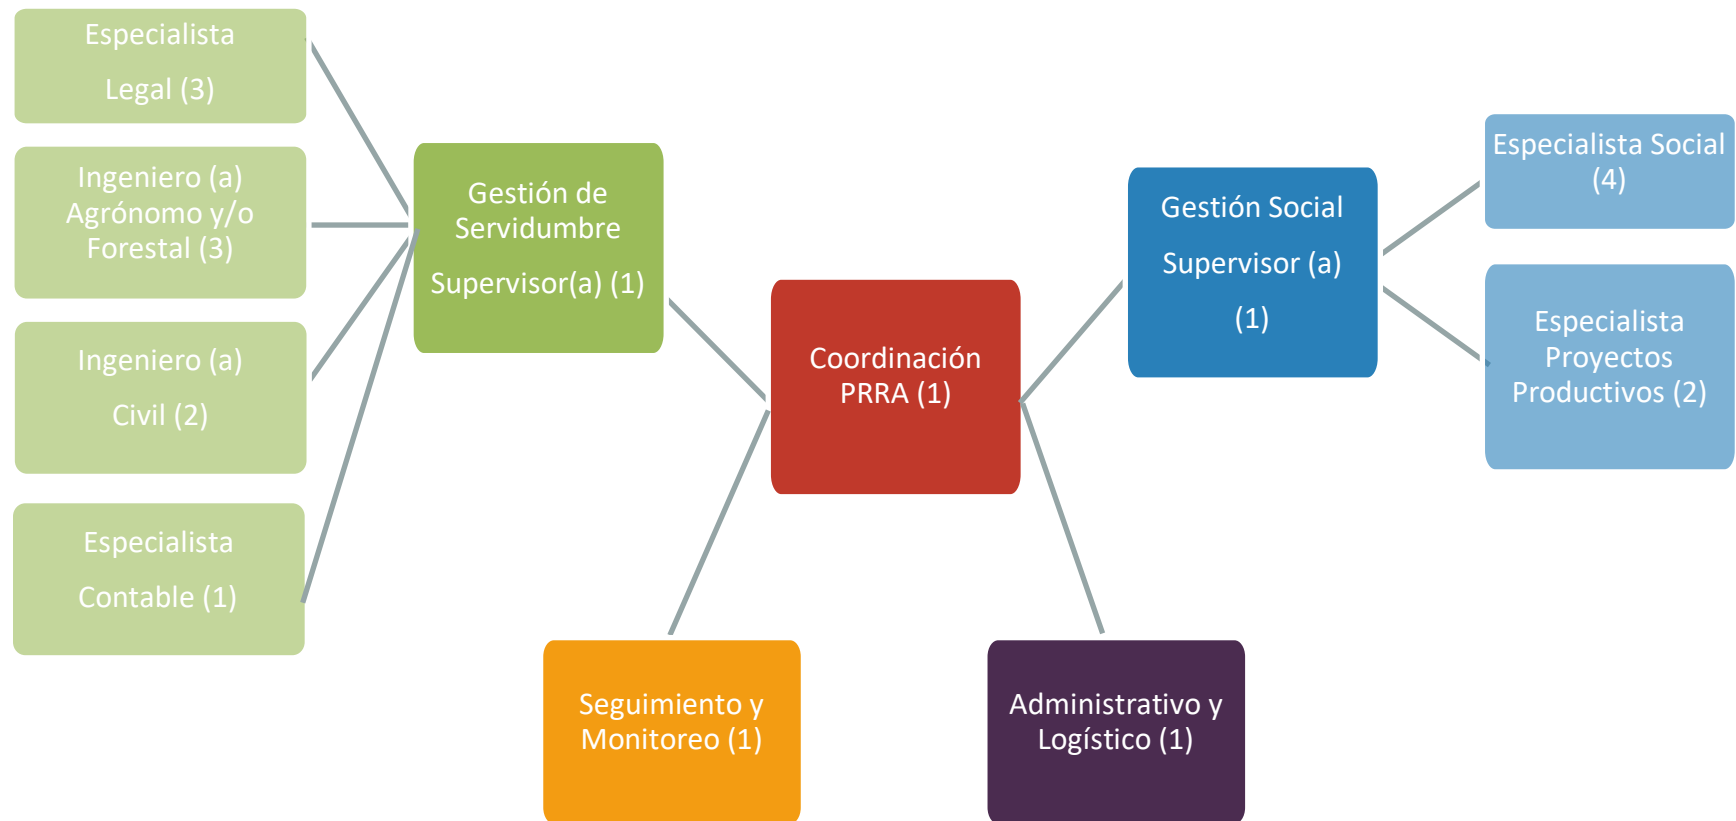 Especialista
Legal (3)
Ingeniero (a)
Agrónomo y/o
Forestal (3)
Ingeniero (a)
Civil (2)
Especialista
Contable (1)
Gestión de
Servidumbre
Supervisor(a) (1)
Coordinación
PRRA (1)
Seguimiento y
Monitoreo (1)
Administrativo y
Logístico (1)
Gestión Social
Supervisor (a)
(1)
Especialista Social
(4)
Especialista
Proyectos
Productivos (2)